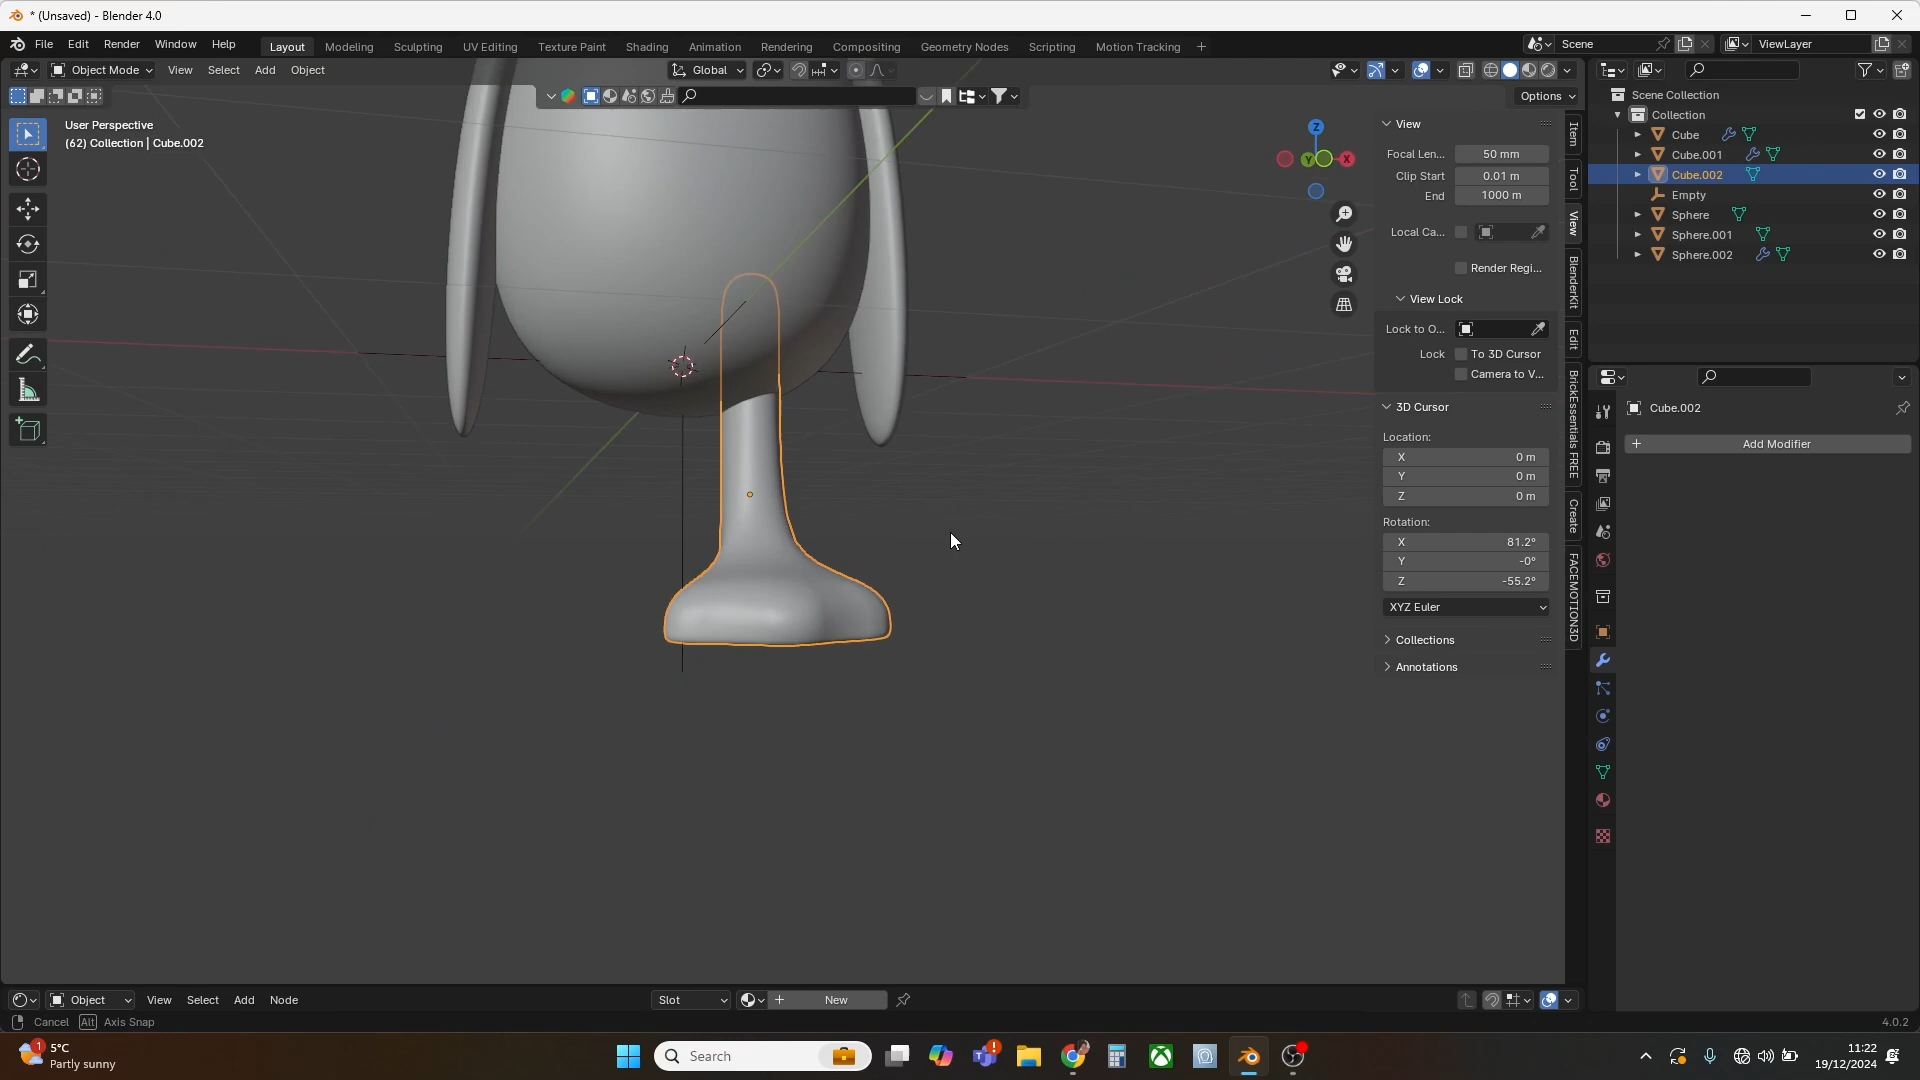 * (Unsaved) - Blender 4.0
File Edit Render Window Help
Layout Modeling Sculpting UV Editing Texture Paint Shading Animation Rendering Compositing Geometry Nodes Scripting Motion Tracking +
Scene
ViewLayer
Object Mode View Select Add Object
Global
Options
User Perspective
(62) Collection | Cube.002
Z
Y
X
View
Focal Len... 50 mm
Clip Start 0.01 m
End 1000 m
Local Ca...
Render Regi...
View Lock
Lock to O...
Lock To 3D Cursor
Camera to V...
3D Cursor
Location:
X 0 m
Y 0 m
Z 0 m
Rotation:
X 81.2°
Y -0°
Z -55.2°
XYZ Euler
Collections
Annotations
Item
Tool
View
BlenderKit
Edit
BrickEssentials FREE
Create
FACEMOTION3D
Scene Collection
Collection
Cube
Cube.001
Cube.002
Empty
Sphere
Sphere.001
Sphere.002
Cube.002
+ Add Modifier
Object View Select Add Node
Slot
+ New
Cancel Alt Axis Snap
4.0.2
1
5°C
Partly sunny
Search
11:22
19/12/2024